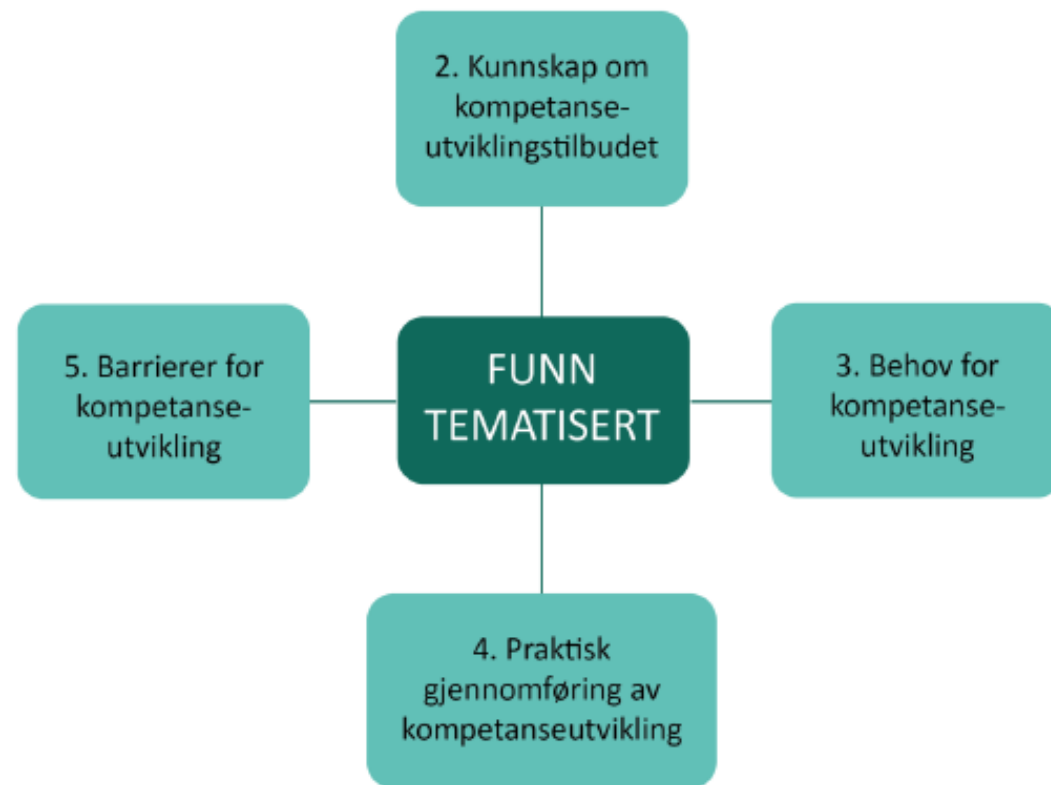 2. Kunnskap om
kompetanse-
utviklingstilbudet
5. Barrierer for
kompetanse-
utvikling
FUNN
TEMATISERT
3. Behov for
kompetanse-
utvikling
4. Praktisk
gjennomføring av
kompetanseutvikling